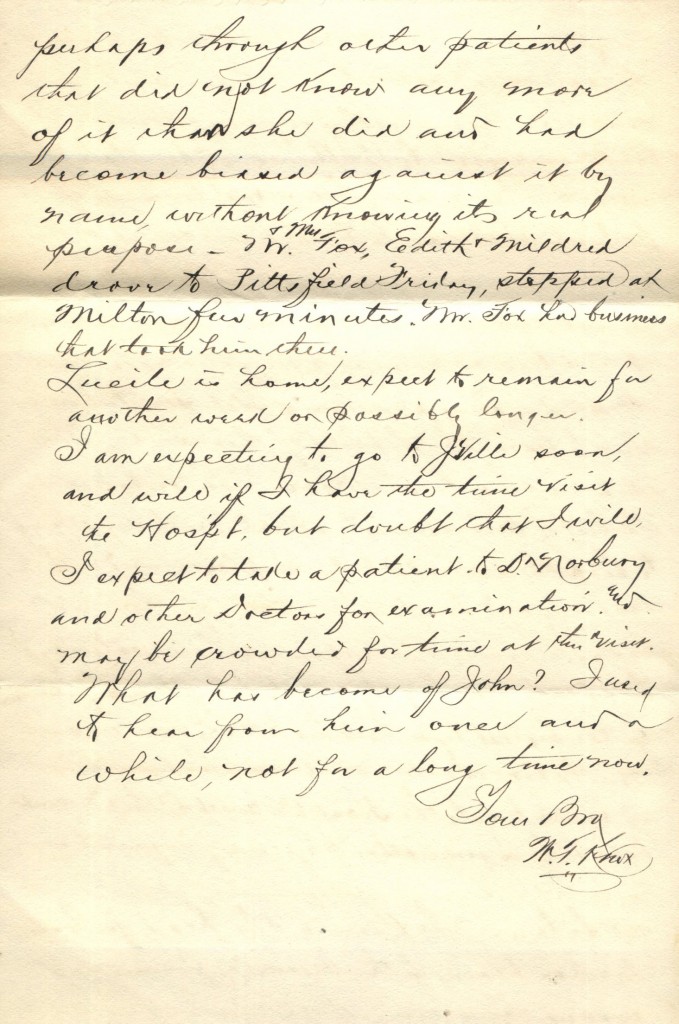 perhaps through other patients
that did not know any more
of it than she did and had
become biased against it by
name, without knowing its real
purpose - Mr. & Mrs Fox, Edith & Mildred
drove to Pittsfield Friday, stopped at
Milton few minutes. Mr. Fox had business
that took him there.
Lucile is home, expect to remain for
another week or possibly longer.
I am expecting to go to J'Ville soon,
and will if I have the time visit
the Hospt, but doubt that I will,
I expect to take a patient to Dr Norbury
and other Doctors for examination and
may be crowded for time at this visit.
What has become of John? I used
to hear from him once and a
while, not for a long time now.
Your Bro
Knox